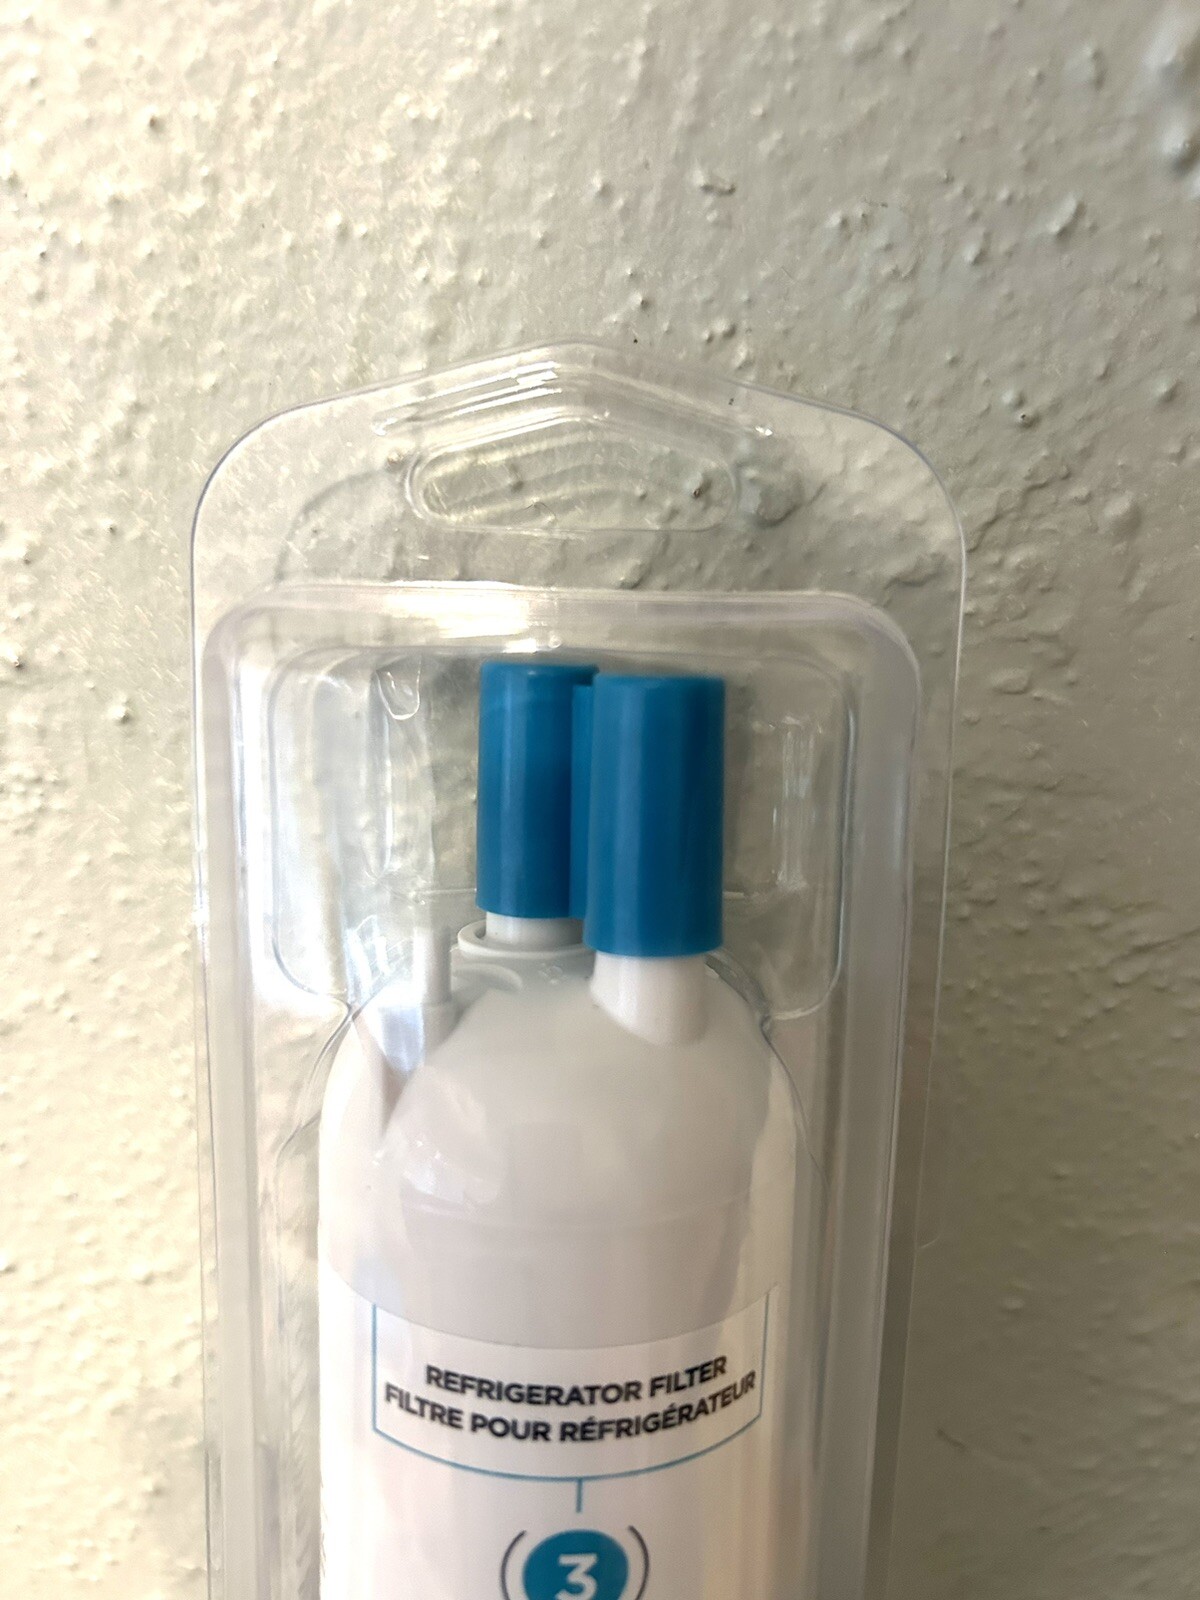 REFRIGERATOR FILTER
FILTRE POUR RÉFRIGÉRATEUR
3